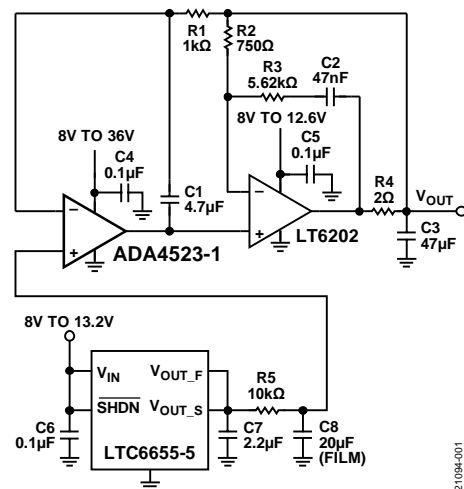 R1
1kΩ
R2
750Ω
R3
5.62kΩ
C2
47nF
8V TO 36V
C4
0.1µF
8V TO 12.6V
C5
0.1µF
C1
4.7µF
–
+
ADA4523-1
–
+
LT6202
R4
2Ω
VOUT
C3
47µF
8V TO 13.2V
VIN
VOUT_F
SHDN
VOUT_S
LTC6655-5
C6
0.1µF
C7
2.2µF
R5
10kΩ
C8
20µF
(FILM)
21094-001